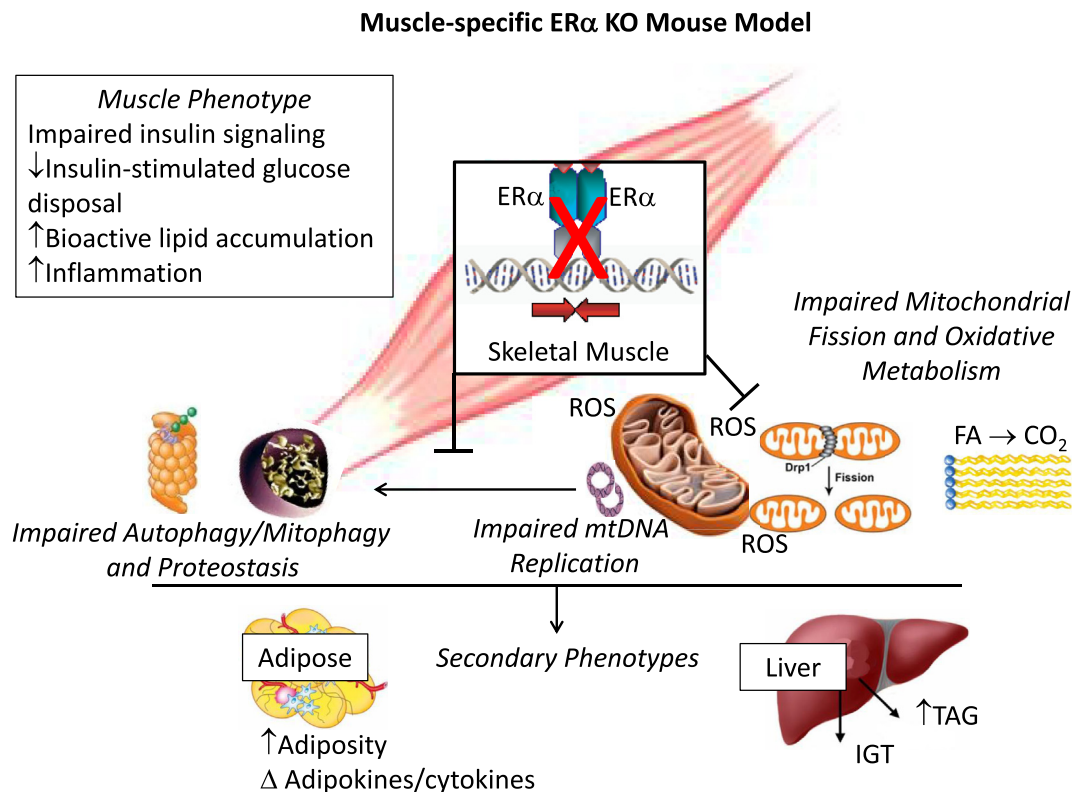 Muscle-specific ERα KO Mouse Model
Muscle Phenotype
Impaired insulin signaling
↓Insulin-stimulated glucose
disposal
↑Bioactive lipid accumulation
↑Inflammation
ERα
ERα
Skeletal Muscle
Impaired Mitochondrial
Fission and Oxidative
Metabolism
ROS
ROS
ROS
Drp1
Fission
FA → CO₂
Impaired Autophagy/Mitophagy
and Proteostasis
Impaired mtDNA
Replication
Adipose
Secondary Phenotypes
Liver
↑Adiposity
Δ Adipokines/cytokines
↑TAG
IGT